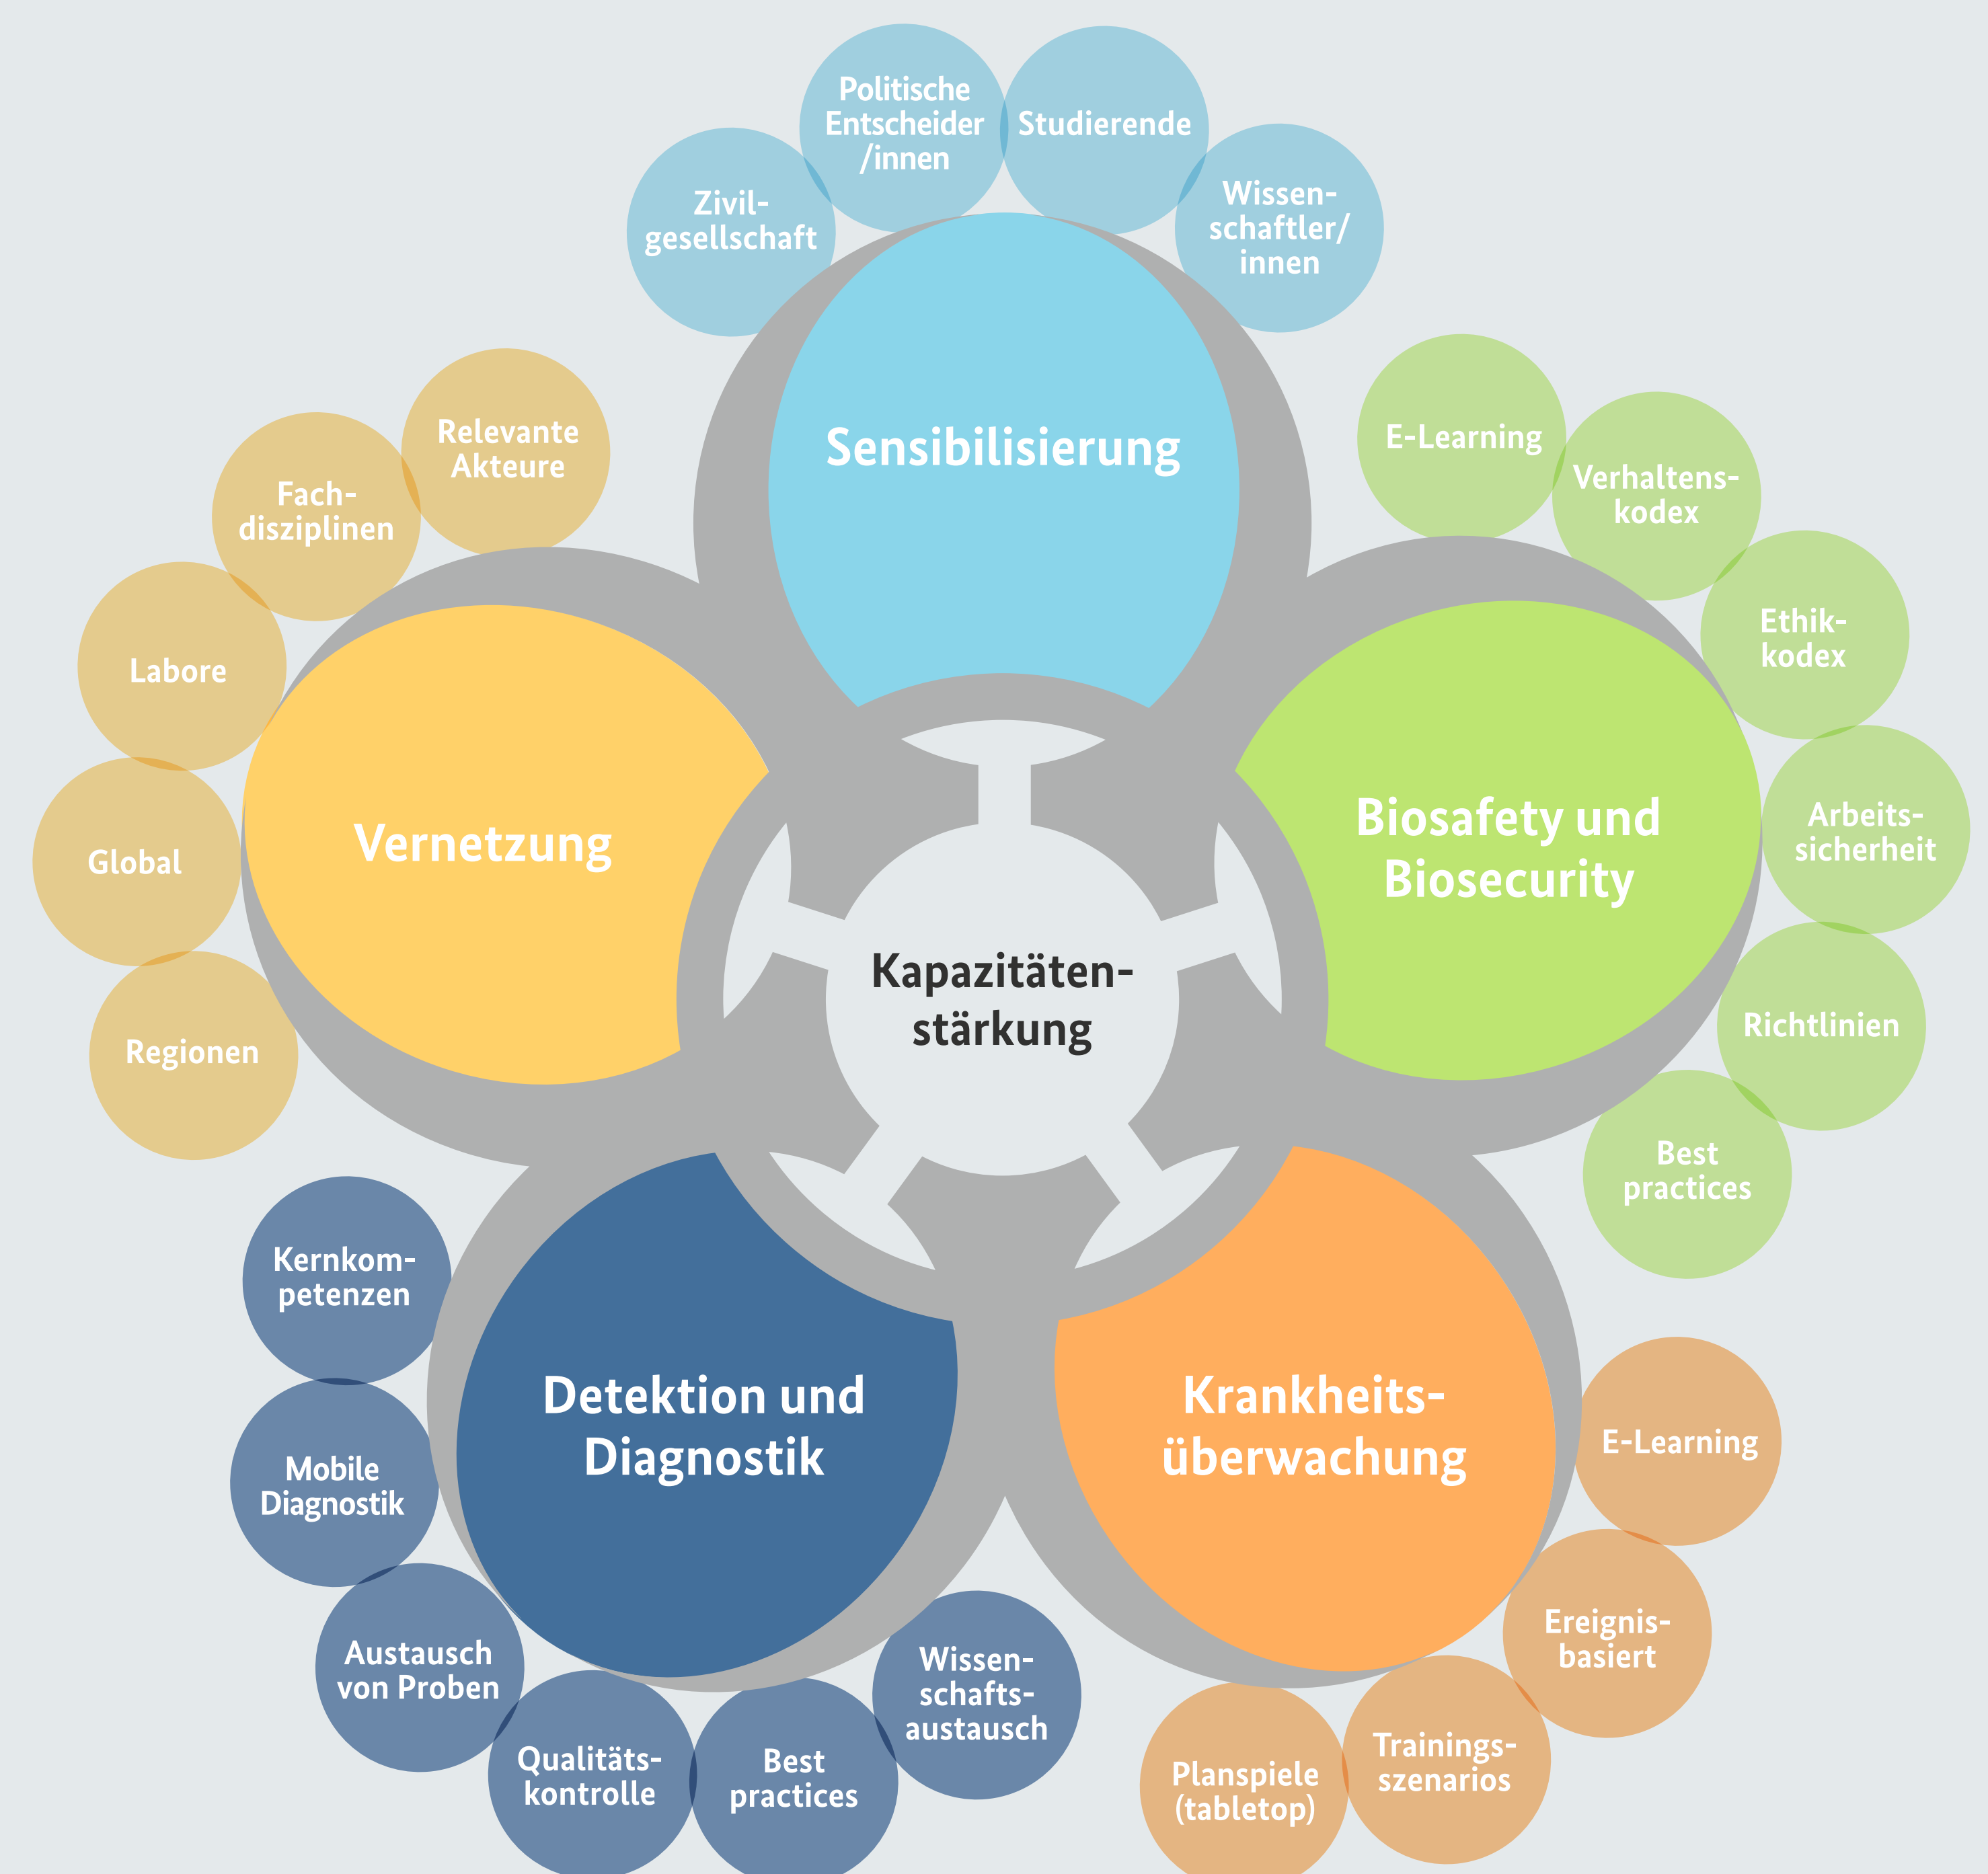 Politische
Entscheider
/innen
Studierende
Zivil-
gesellschaft
Wissen-
schaftler/
innen
Sensibilisierung
Relevante
Akteure
Fach-
disziplinen
Labore
Global
Regionen
Vernetzung
E-Learning
Verhaltens-
kodex
Ethik-
kodex
Arbeits-
sicherheit
Richtlinien
Best
practices
Biosafety und
Biosecurity
Kapazitäten-
stärkung
Kernkom-
petenzen
Mobile
Diagnostik
Austausch
von Proben
Qualitäts-
kontrolle
Best
practices
Wissen-
schafts-
austausch
Detektion und
Diagnostik
Krankheits-
überwachung
E-Learning
Ereignis-
basiert
Trainings-
szenarios
Planspiele
(tabletop)